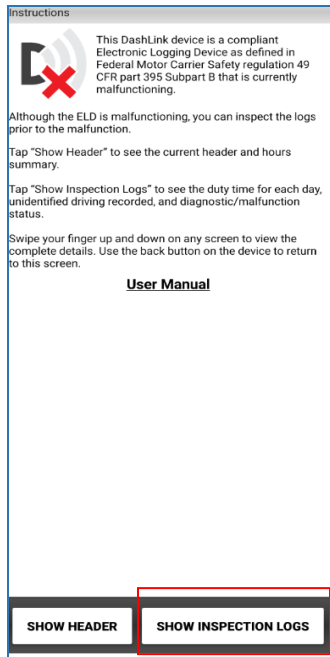 Instructions
This DashLink device is a compliant
Electronic Logging Device as defined in
Federal Motor Carrier Safety regulation 49
CFR part 395 Subpart B that is currently
malfunctioning.
Although the ELD is malfunctioning, you can inspect the logs
prior to the malfunction.
Tap "Show Header" to see the current header and hours
summary.
Tap "Show Inspection Logs" to see the duty time for each day,
unidentified driving recorded, and diagnostic/malfunction
status.
Swipe your finger up and down on any screen to view the
complete details. Use the back button on the device to return
to this screen.
User Manual
SHOW HEADER
SHOW INSPECTION LOGS